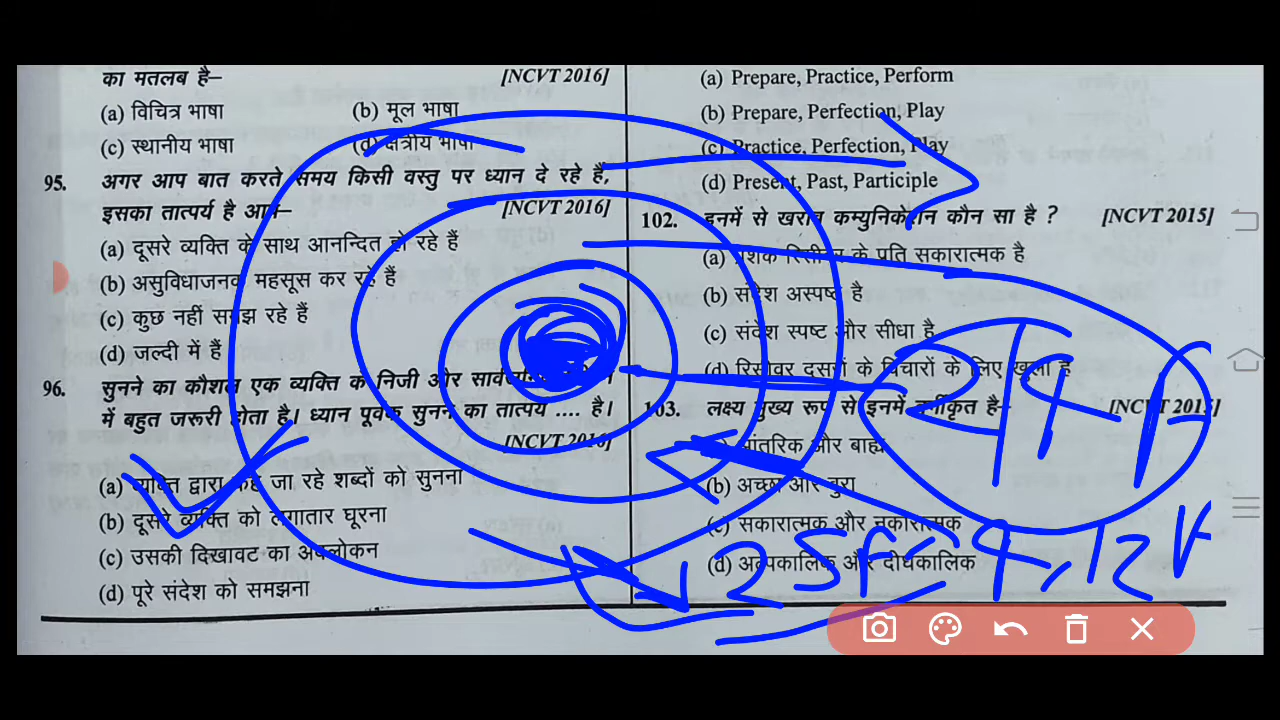 का मतलब है–
[NCVT 2016]
(a) विचित्र भाषा
(b) मूल भाषा
(c) स्थानीय भाषा
(d) क्षेत्रीय भाषा
95. अगर आप बात करते समय किसी वस्तु पर ध्यान दे रहे हैं,
इसका तात्पर्य है आप–
[NCVT 2016]
(a) दूसरे व्यक्ति के साथ आनन्दित हो रहे हैं
(b) असुविधाजनक महसूस कर रहे हैं
(c) कुछ नहीं समझ रहे हैं
(d) जल्दी में हैं
96. सुनने का कौशल एक व्यक्ति के निजी और
में बहुत जरूरी होता है। ध्यान पूर्वक सुनने का तात्पर्य .... है।
[NCVT 2016]
(a) व्यक्ति द्वारा कहे जा रहे शब्दों को सुनना
(b) दूसरे व्यक्ति को लगातार घूरना
(c) उसकी दिखावट का अवलोकन
(d) पूरे संदेश को समझना
(a) Prepare, Practice, Perform
(b) Prepare, Perfection, Play
(c) Practice, Perfection, Play
(d) Present, Past, Participle
102. इनमें से खराब कम्युनिकेशन कौन सा है ?
[NCVT 2015]
(a) प्रेशक रिसीवर के प्रति सकारात्मक है
(b) संदेश अस्पष्ट है
(c) संदेश स्पष्ट और सीधा है
(d) रिसीवर दूसरों के विचारों के लिए खुला है
103. लक्ष्य मुख्य रूप से इनमें वर्गीकृत है–
[NCVT 2015]
आंतरिक और बाह्य
(b) अच्छा और बुरा
(c) सकारात्मक और नकारात्मक
(d) अल्पकालिक और दीर्घकालिक